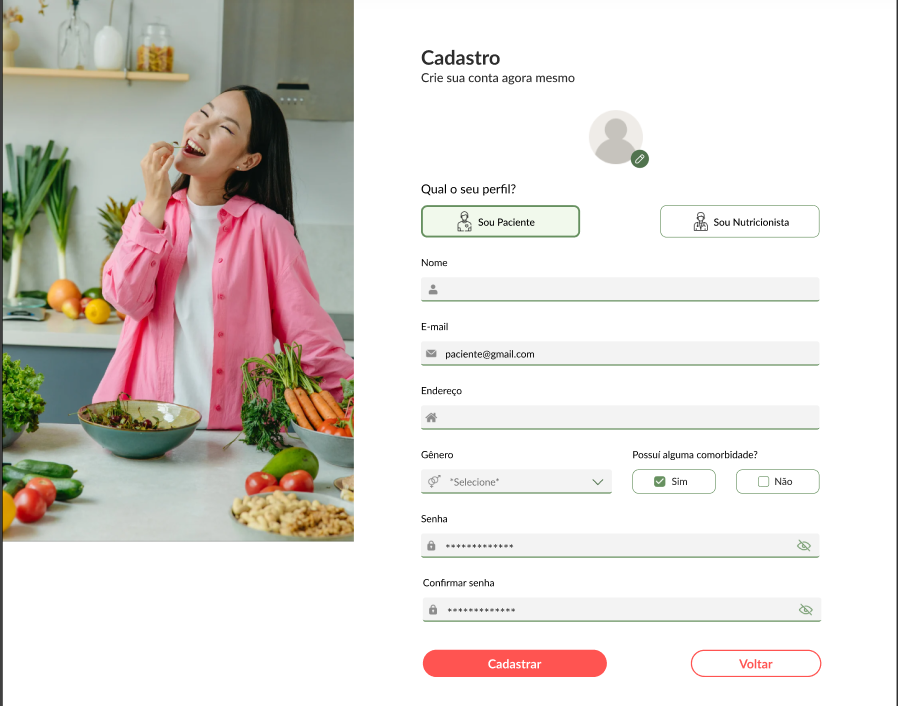 Cadastro
Crie sua conta agora mesmo
Qual o seu perfil?
Sou Paciente
Sou Nutricionista
Nome
E-mail
paciente@gmail.com
Endereço
Gênero
Possuí alguma comorbidade?
*Selecione*
Sim
Não
Senha
*************
Confirmar senha
*************
Cadastrar
Voltar